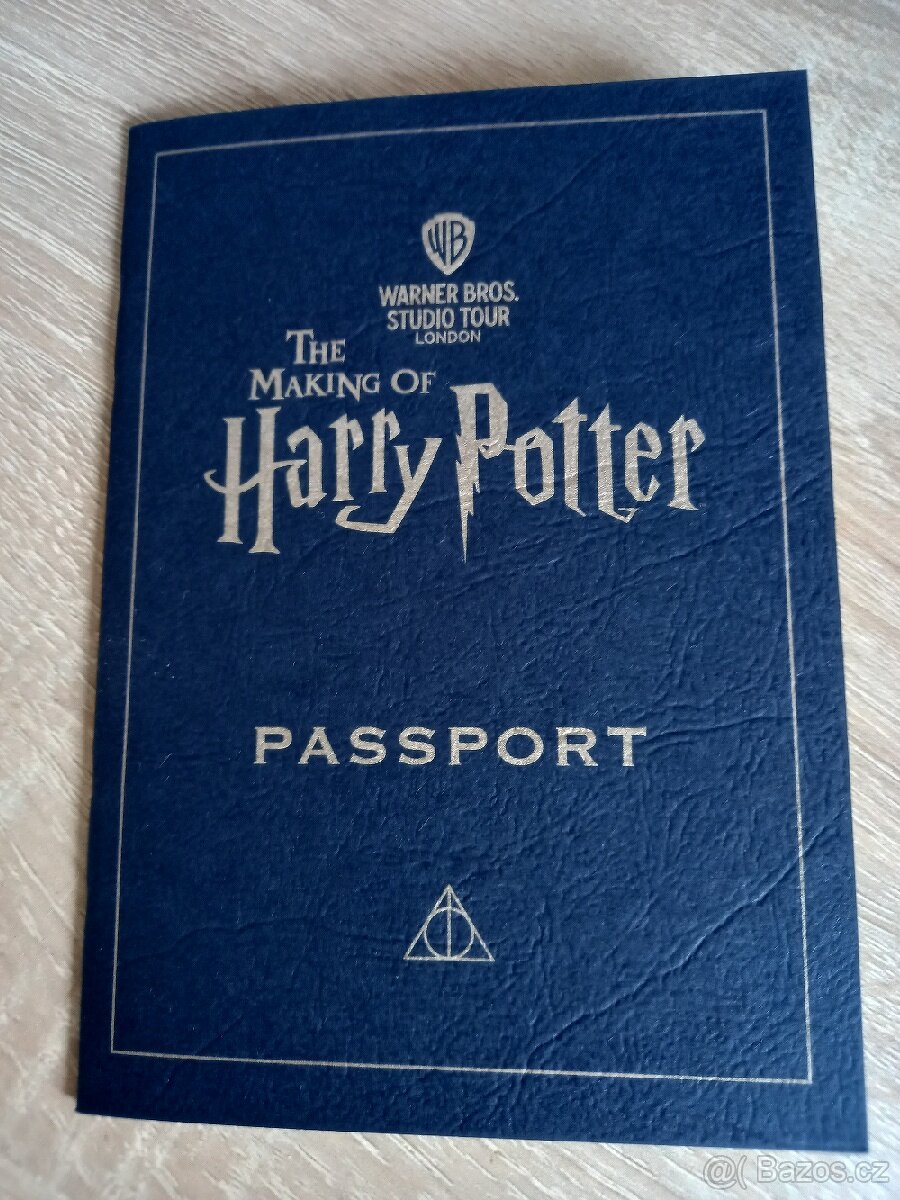 WB
WARNER BROS.
STUDIO TOUR
LONDON
THE
MAKING OF
Harry Potter
PASSPORT
@( Bazos.cz